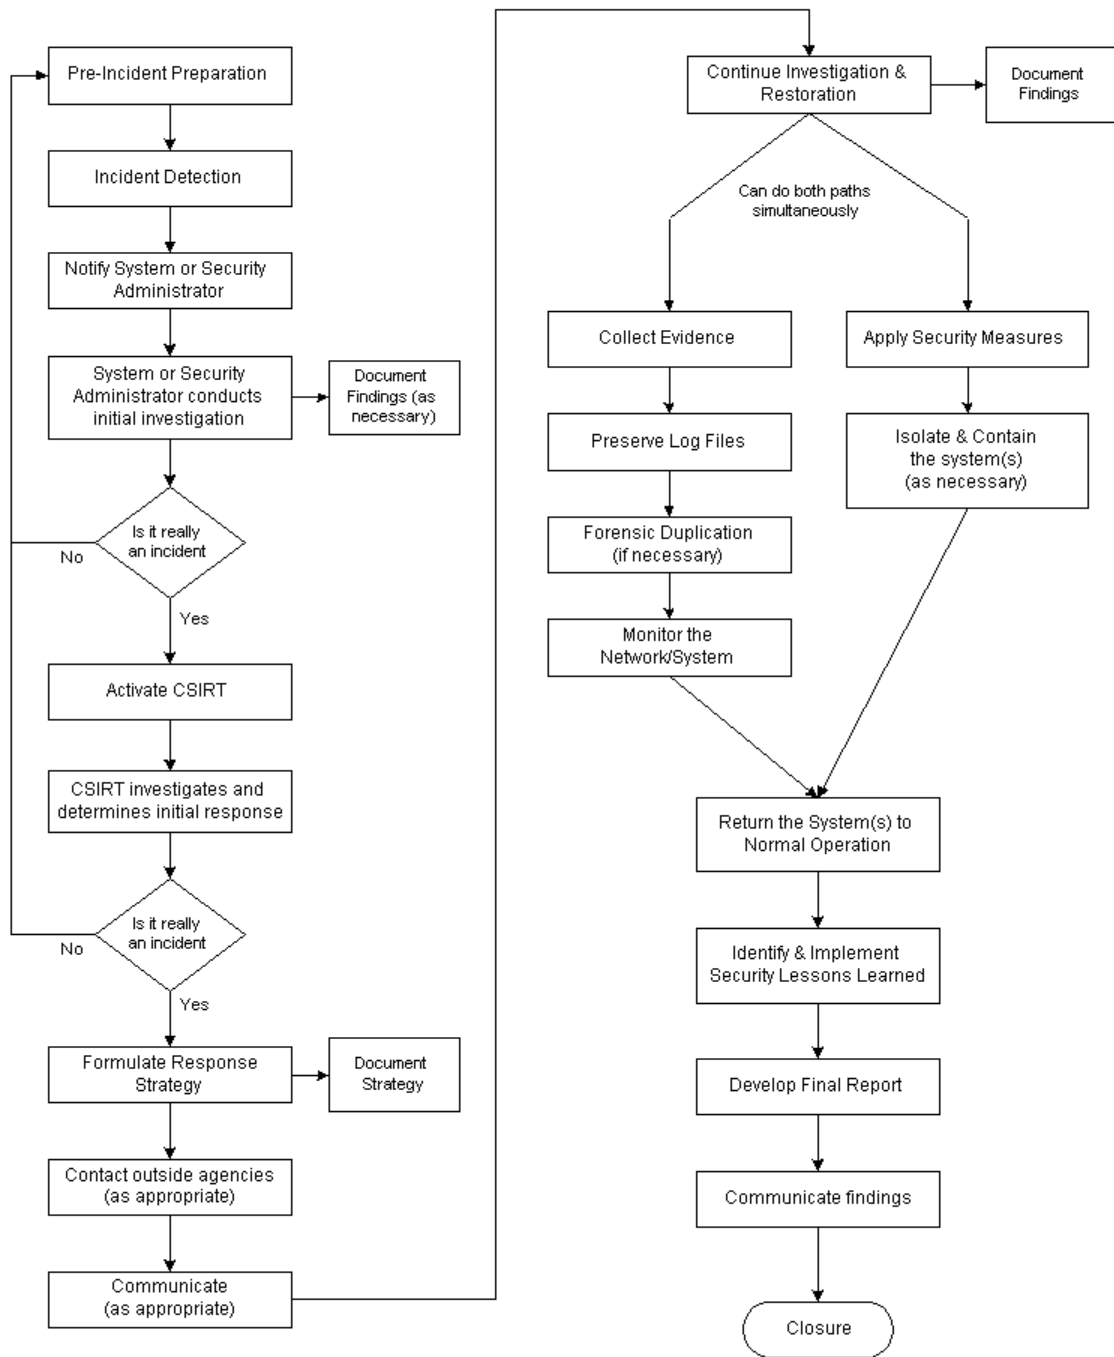 Pre-Incident Preparation
Incident Detection
Notify System or Security
Administrator
System or Security
Administrator conducts
initial investigation
Document
Findings (as
necessary)
Is it really
an incident
No
Yes
Activate CSIRT
CSIRT investigates and
determines initial response
Is it really
an incident
No
Yes
Formulate Response
Strategy
Document
Strategy
Contact outside agencies
(as appropriate)
Communicate
(as appropriate)
Continue Investigation &
Restoration
Document
Findings
Can do both paths
simultaneously
Collect Evidence
Apply Security Measures
Preserve Log Files
Isolate & Contain
the system(s)
(as necessary)
Forensic Duplication
(if necessary)
Monitor the
Network/System
Return the System(s) to
Normal Operation
Identify & Implement
Security Lessons Learned
Develop Final Report
Communicate findings
Closure